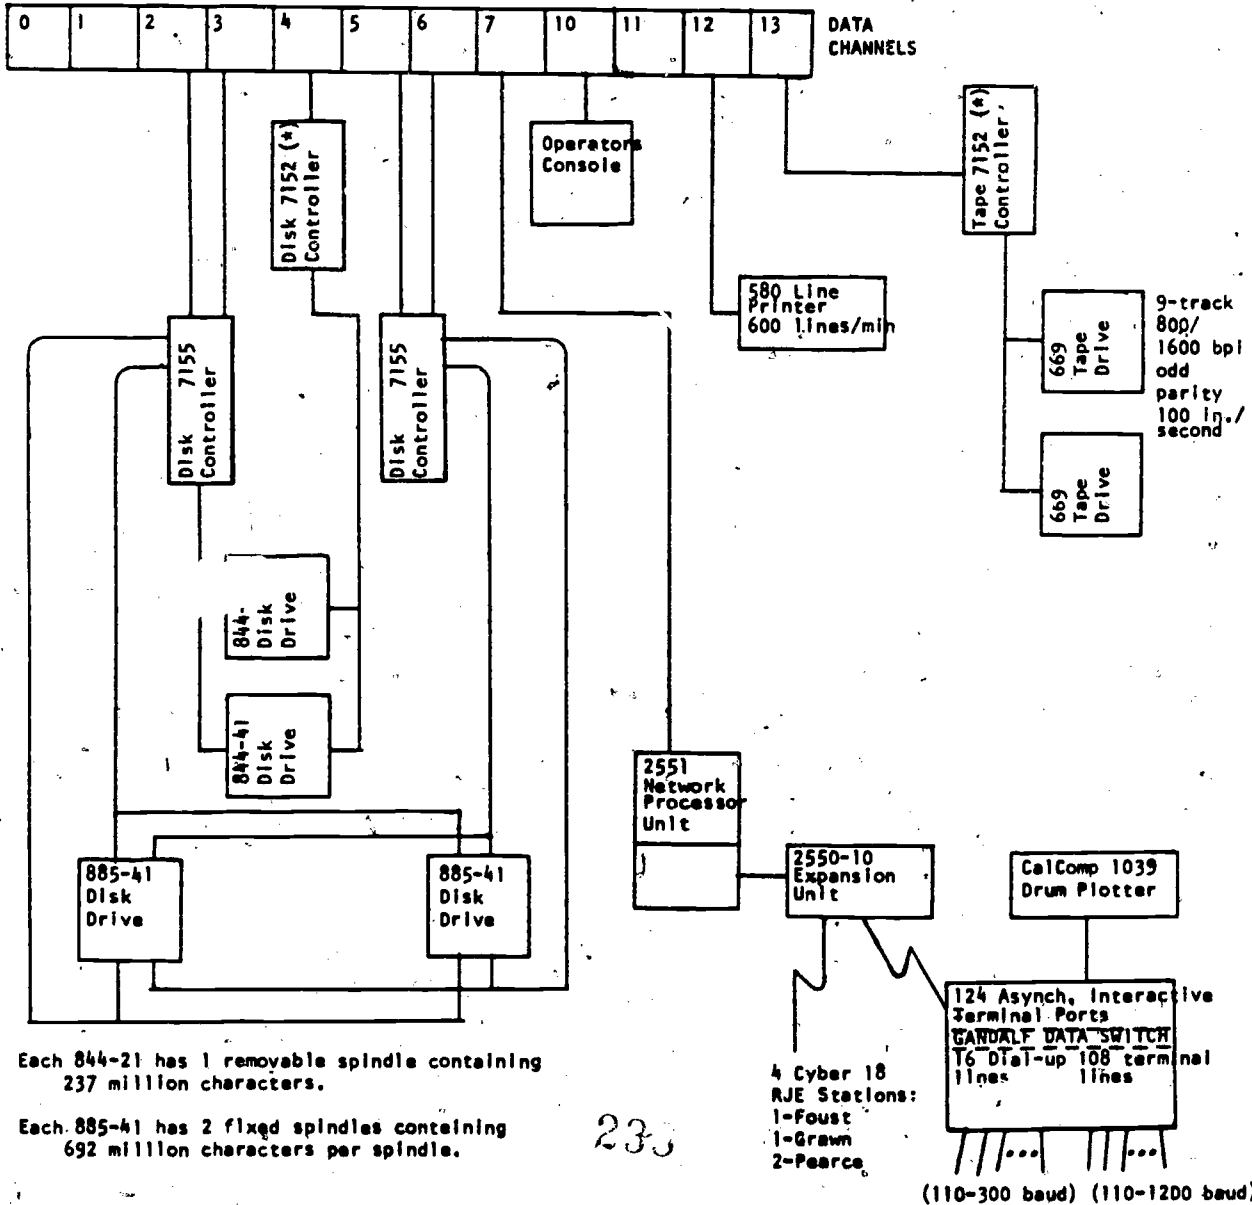 0 1 2 3 4 5 6 7 10 11 12 13 DATA
CHANNELS
Disk 7152 (*)
Controller
Operators
Console
Tape 7152 (*)
Controller
580 Line
Printer
600 lines/min
Disk 7155
Controller
Disk 7155
Controller
669
Tape
Drive
9-track
800/
1600 bpi
odd
parity
100 in./
second
669
Tape
Drive
844-
Disk
Drive
844-41
Disk
Drive
2551
Network
Processor
Unit
885-41
Disk
Drive
885-41
Disk
Drive
2550-10
Expansion
Unit
CalComp 1039
Drum Plotter
124 Asynch, Interactive
Terminal Ports
GANDALF DATA SWITCH
16 Dial-up 108 terminal
lines lines
Each 844-21 has 1 removable spindle containing
237 million characters.
Each 885-41 has 2 fixed spindles containing
692 million characters per spindle.
4 Cyber 18
RJE Stations:
1-Foust
1-Grawn
2-Pearce
(110-300 baud) (110-1200 baud)